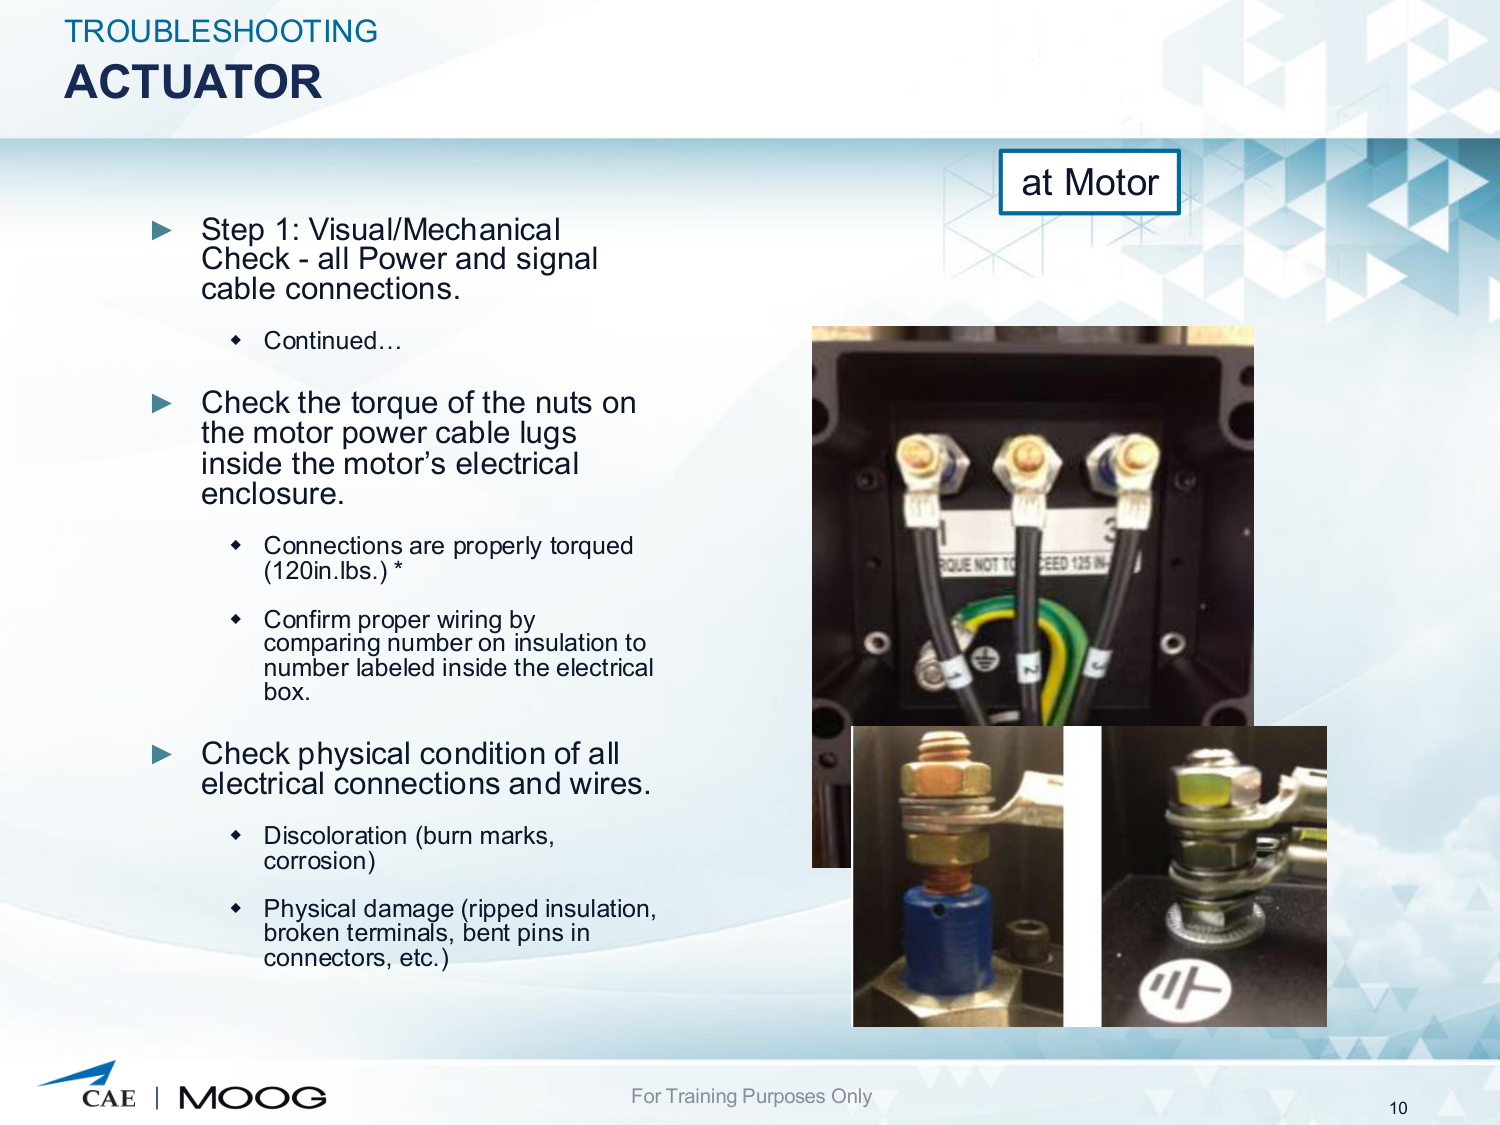 TROUBLESHOOTING
ACTUATOR
at Motor
► Step 1: Visual/Mechanical
Check - all Power and signal
cable connections.
◆ Continued…
► Check the torque of the nuts on
the motor power cable lugs
inside the motor’s electrical
enclosure.
◆ Connections are properly torqued
(120in.lbs.) *
◆ Confirm proper wiring by
comparing number on insulation to
number labeled inside the electrical
box.
► Check physical condition of all
electrical connections and wires.
◆ Discoloration (burn marks,
corrosion)
◆ Physical damage (ripped insulation,
broken terminals, bent pins in
connectors, etc.)
1 3
NOT EXCEED 125 IN-
1 2 3
CAE | MOOG
For Training Purposes Only
10